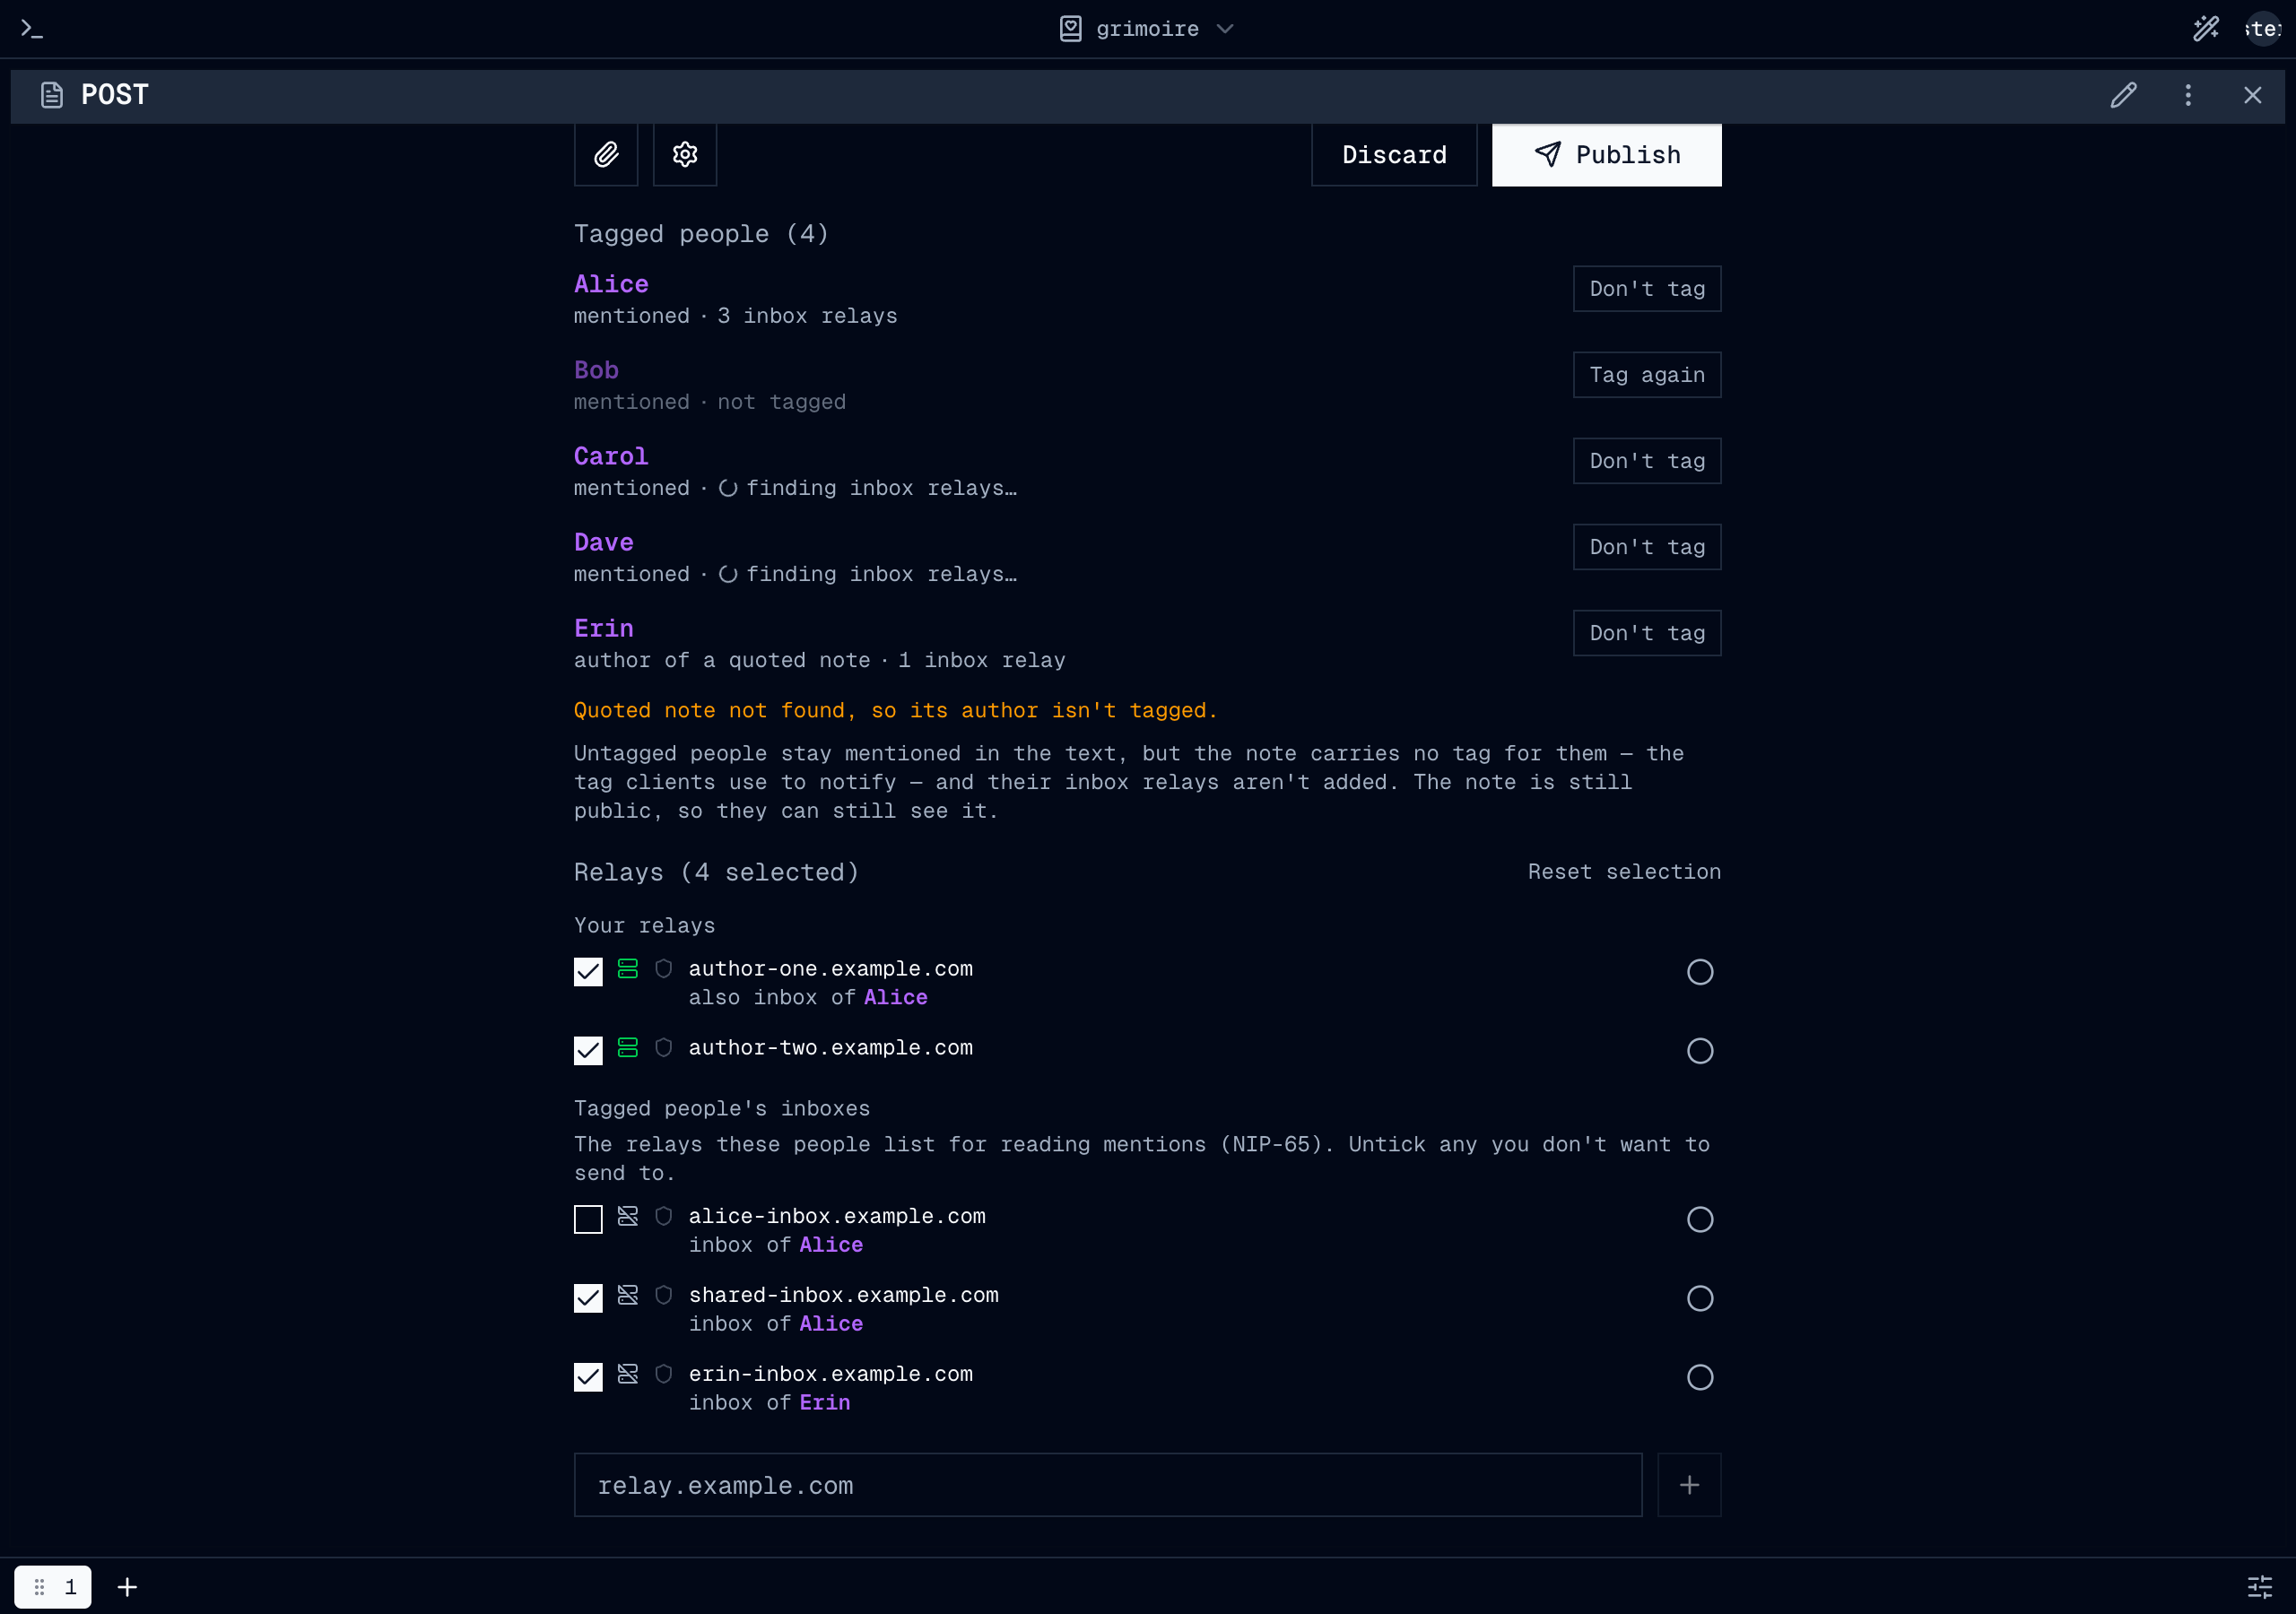 grimoire
POST
Discard
Publish
Tagged people (4)
Alice
Don't tag
mentioned · 3 inbox relays
Bob
Tag again
mentioned · not tagged
Carol
Don't tag
mentioned · finding inbox relays…
Dave
Don't tag
mentioned · finding inbox relays…
Erin
Don't tag
author of a quoted note · 1 inbox relay
Quoted note not found, so its author isn't tagged.
Untagged people stay mentioned in the text, but the note carries no tag for them — the
tag clients use to notify — and their inbox relays aren't added. The note is still
public, so they can still see it.
Relays (4 selected)
Reset selection
Your relays
author-one.example.com
also inbox of Alice
author-two.example.com
Tagged people's inboxes
The relays these people list for reading mentions (NIP-65). Untick any you don't want to
send to.
alice-inbox.example.com
inbox of Alice
shared-inbox.example.com
inbox of Alice
erin-inbox.example.com
inbox of Erin
relay.example.com
1